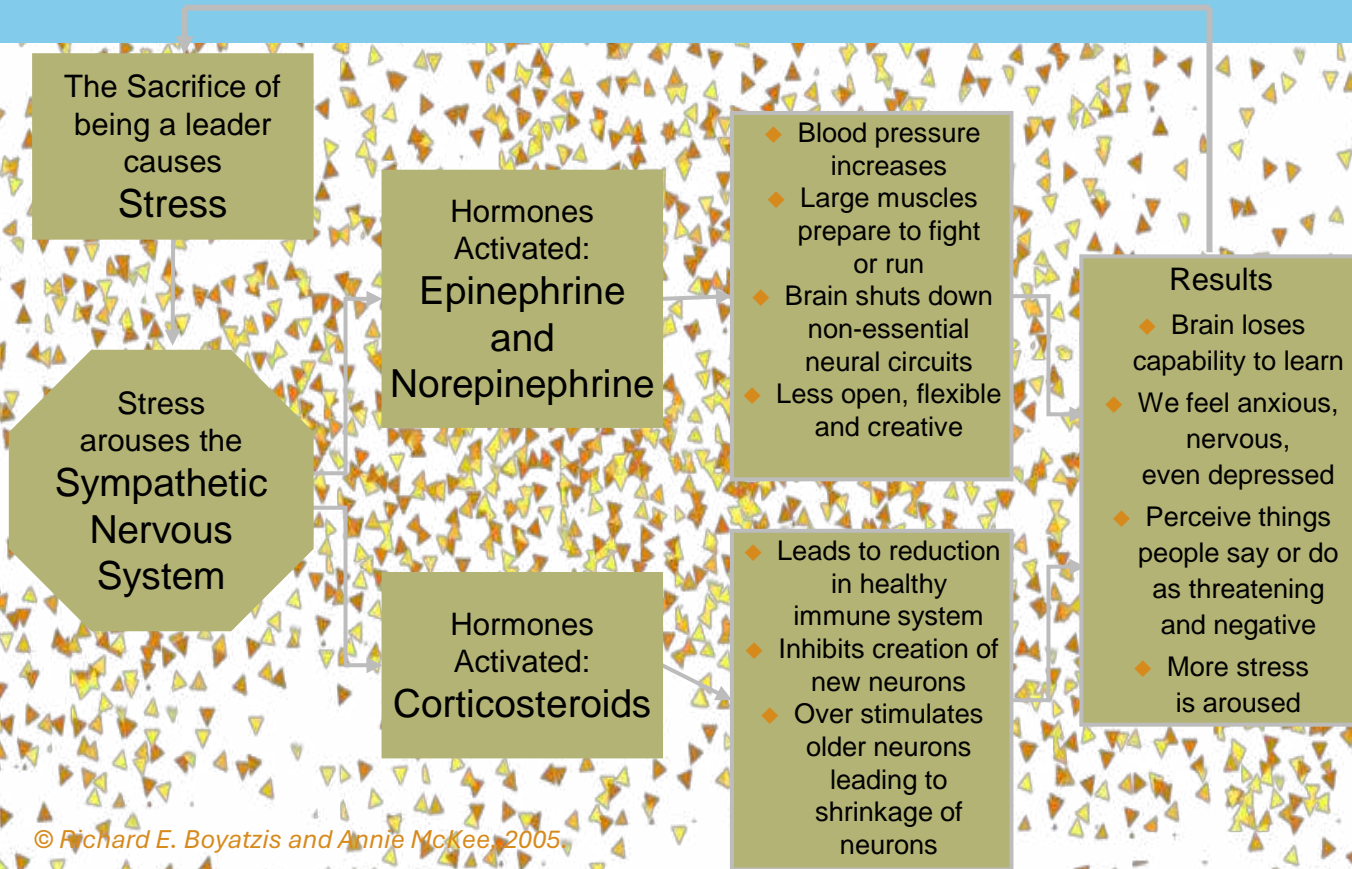 The Sacrifice of
being a leader
causes
Stress
Stress
arouses the
Sympathetic
Nervous
System
Hormones
Activated:
Epinephrine
and
Norepinephrine
Hormones
Activated:
Corticosteroids
◆ Blood pressure
increases
◆ Large muscles
prepare to fight
or run
◆ Brain shuts down
non-essential
neural circuits
◆ Less open, flexible
and creative
◆ Leads to reduction
in healthy
immune system
◆ Inhibits creation of
new neurons
◆ Over stimulates
older neurons
leading to
shrinkage of
neurons
Results
◆ Brain loses
capability to learn
◆ We feel anxious,
nervous,
even depressed
◆ Perceive things
people say or do
as threatening
and negative
◆ More stress
is aroused
© Richard E. Boyatzis and Annie McKee, 2005.